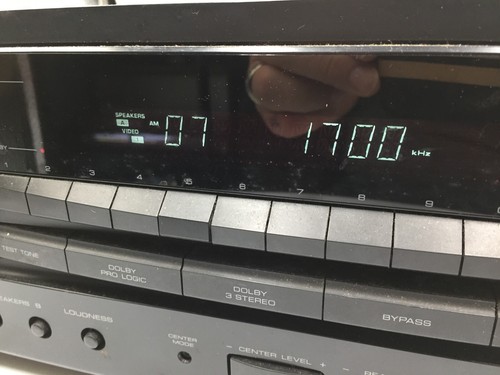 SPEAKERS
A
AM
07
1700
kHz
VIDEO
1
2
3
4
5
6
7
8
9
TEST TONE
DOLBY
PRO LOGIC
DOLBY
3 STEREO
BYPASS
LOUDNESS
CENTER
MODE
- CENTER LEVEL +